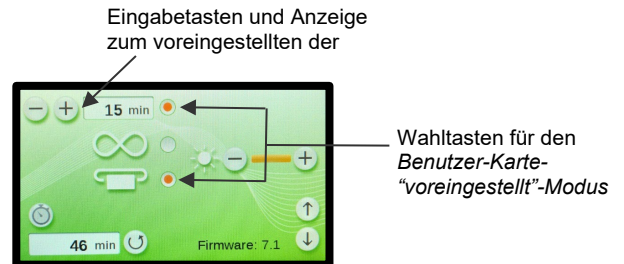 Eingabetasten und Anzeige
zum voreingestellten der
15 min
46 min
Firmware: 7.1
Wahltasten für den
Benutzer-Karte-
“voreingestellt”-Modus